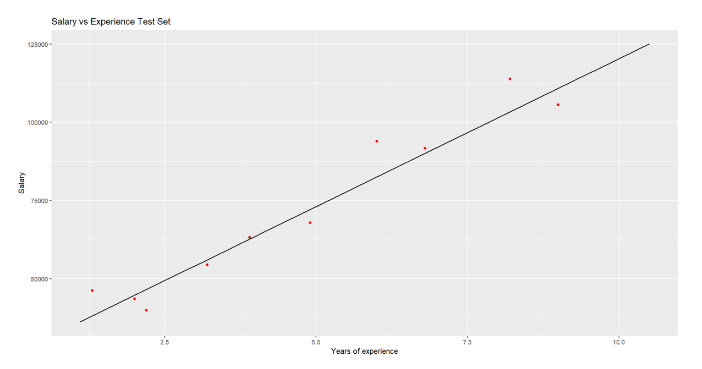 Salary vs Experience Test Set
125000
100000
75000
50000
Salary
2.5 5.0 7.5 10.0
Years of experience